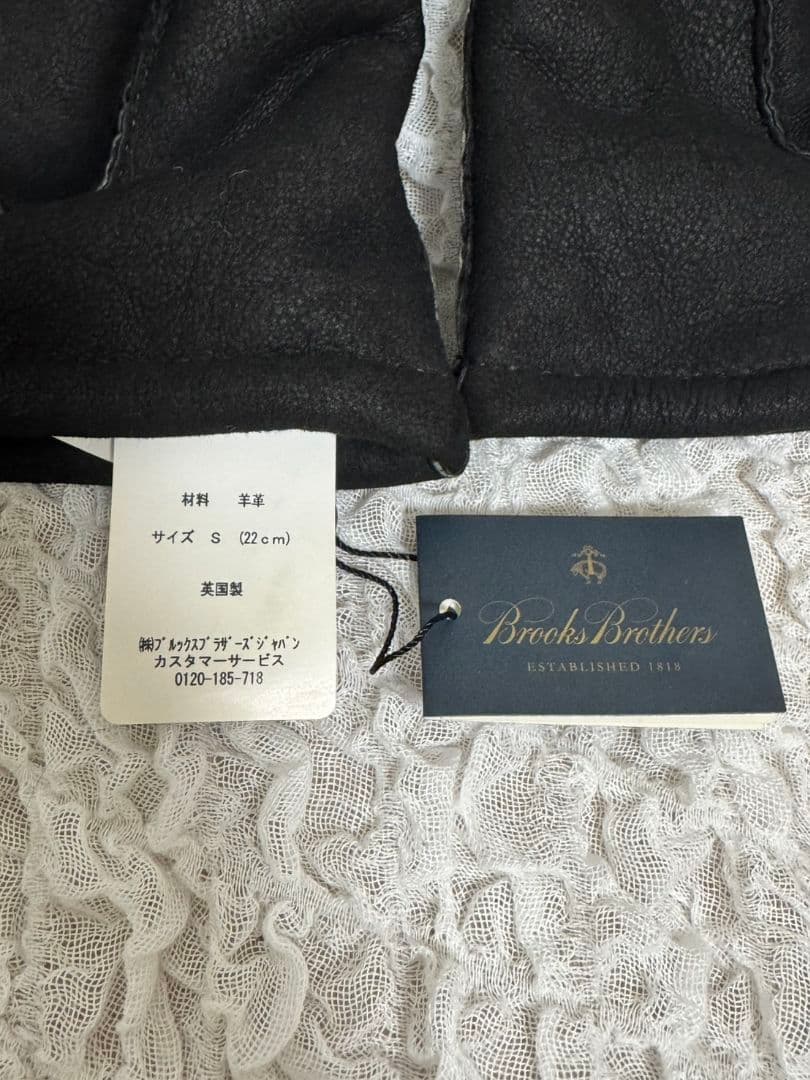 材料 羊革
サイズ S (22cm)
英国製
㈱ﾌﾞﾙｯｸｽﾌﾞﾗｻﾞｰｽﾞｼﾞｬﾊﾟﾝ
カスタマーサービス
0120-185-718
Brooks Brothers
ESTABLISHED 1818